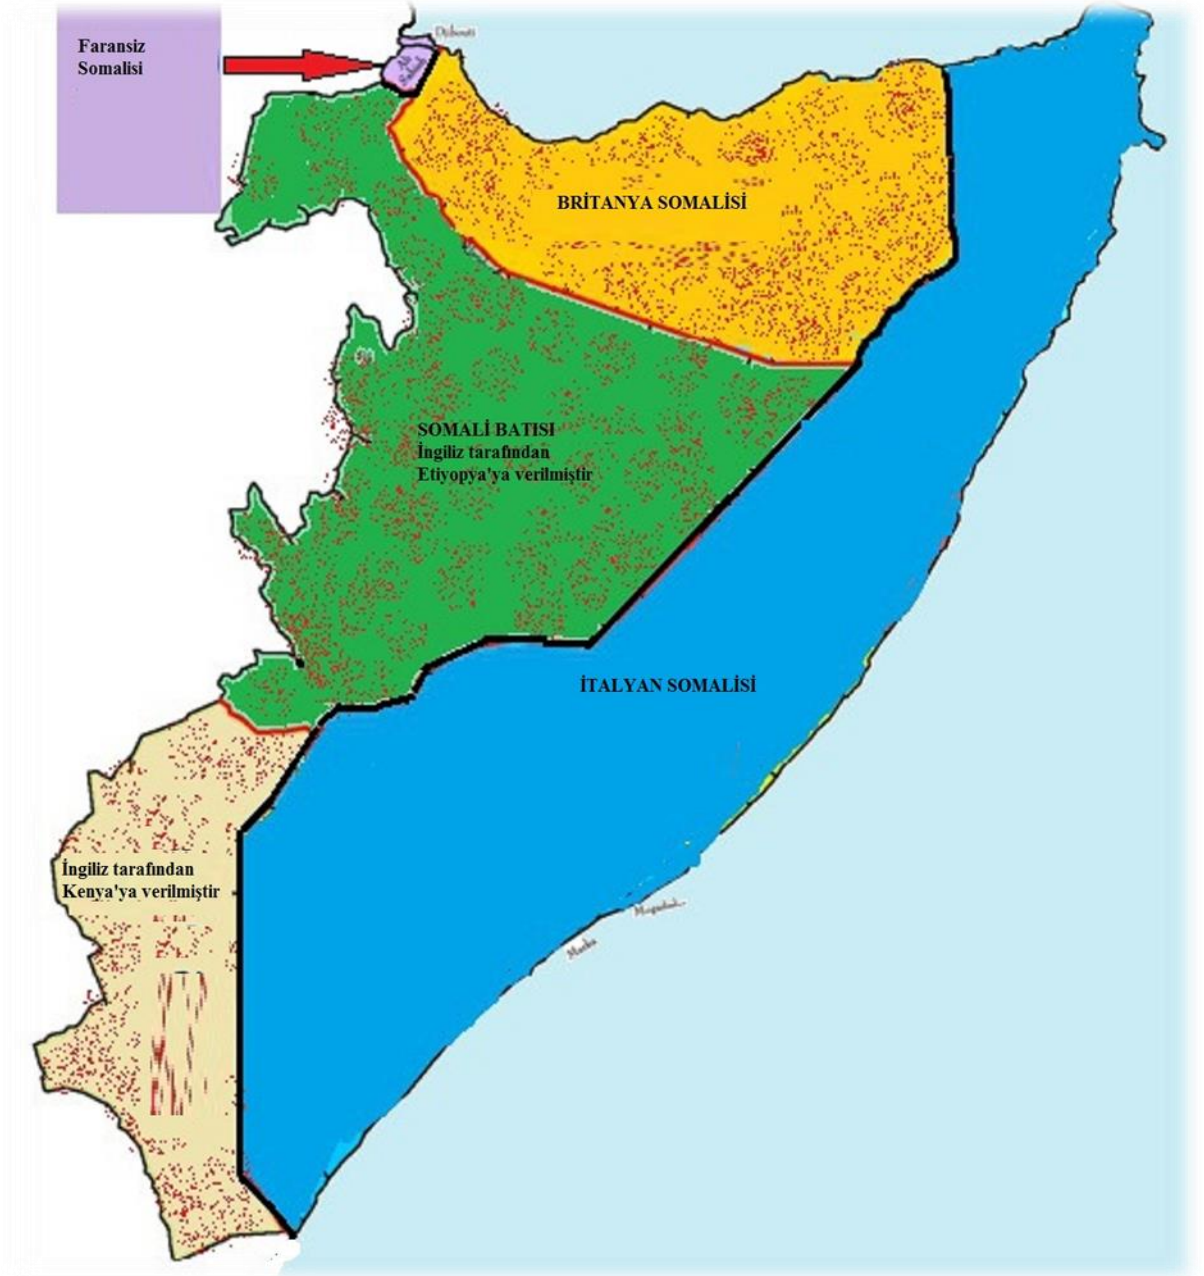 Faransiz
Somalisi
Djibouti
BRİTANYA SOMALİSİ
SOMALİ BATISI
İngiliz tarafından
Etiyopya'ya verilmiştir
İTALYAN SOMALİSİ
İngiliz tarafından
Kenya'ya verilmiştir